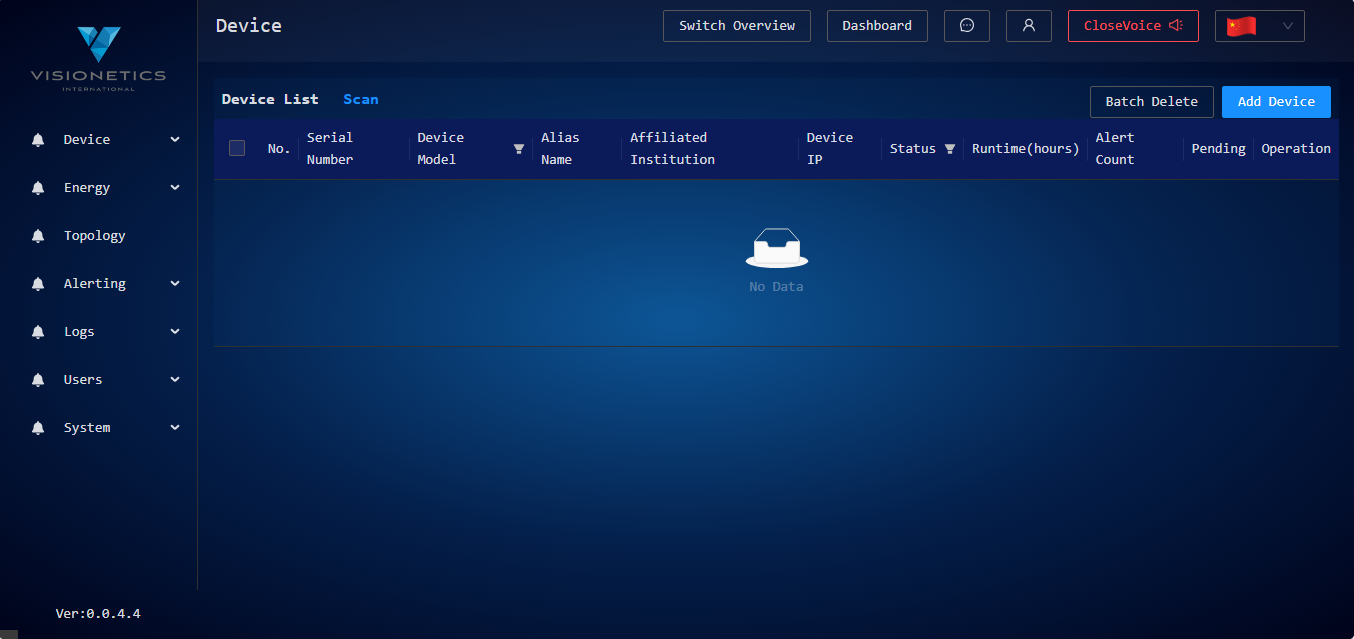 VISIONETICS
INTERNATIONAL
Device
Energy
Topology
Alerting
Logs
Users
System
Ver:0.0.4.4
Device
Switch Overview
Dashboard
CloseVoice
Device List
Scan
Batch Delete
Add Device
No.
Serial
Number
Device
Model
Alias
Name
Affiliated
Institution
Device
IP
Status
Runtime(hours)
Alert
Count
Pending
Operation
No Data